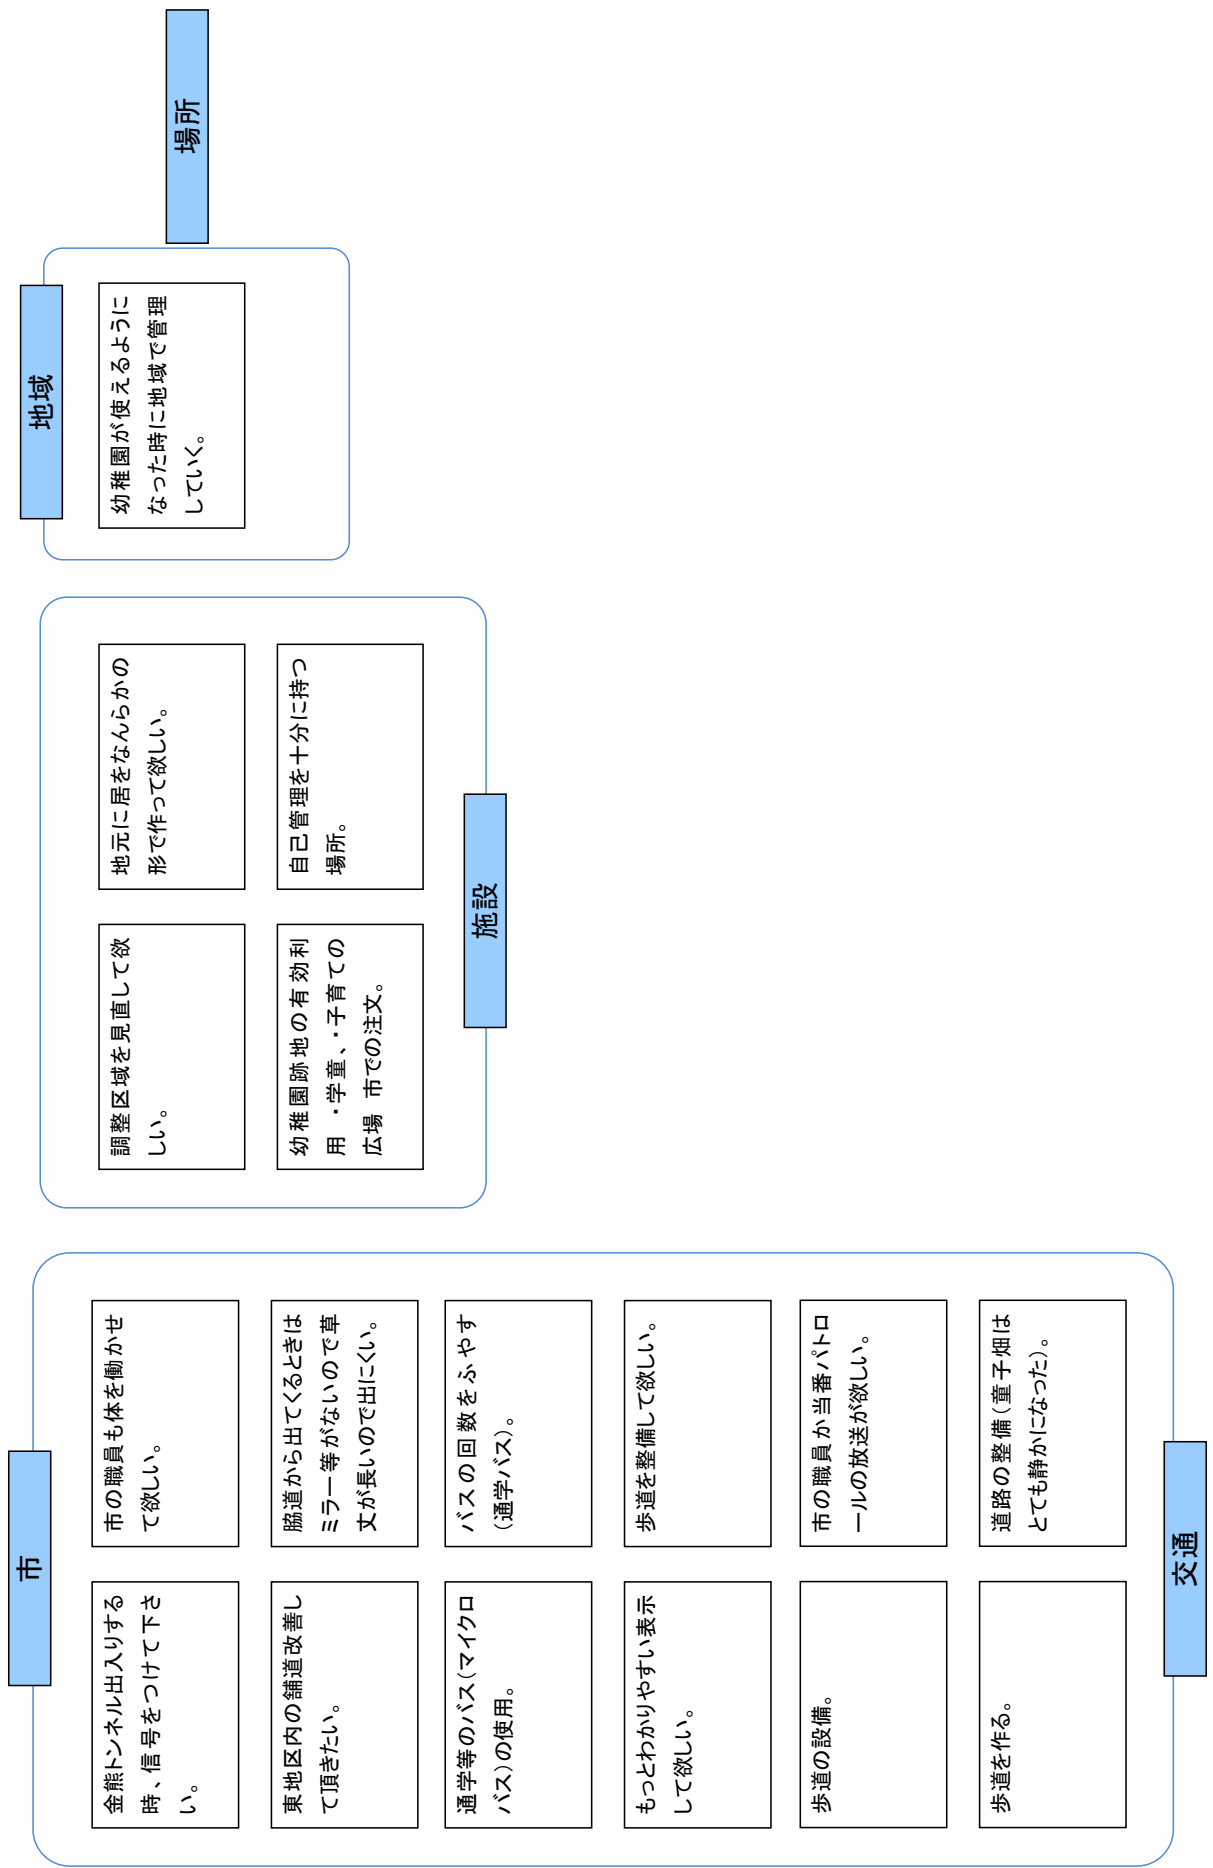 市
金熊トンネル出入りする
時、信号をつけて下さ
い。
市の職員も体を働かせ
て欲しい。
東地区内の舗道改善し
て頂きたい。
脇道から出てくるときは
ミラー等がないので草
丈が長いので出にくい。
通学等のバス(マイクロ
バス)の使用。
バスの回数をふやす
(通学バス)。
もっとわかりやすい表示
して欲しい。
歩道を整備して欲しい。
歩道の設備。
市の職員か当番パトロ
ールの放送が欲しい。
歩道を作る。
道路の整備(童子畑は
とても静かになった)。
交通
調整区域を見直して欲
しい。
地元に居をなんらかの
形で作って欲しい。
幼稚園跡地の有効利
用 ・学童、・子育ての
広場 市での注文。
自己管理を十分に持つ
場所。
施設
地域
幼稚園が使えるように
なった時に地域で管理
していく。
場所